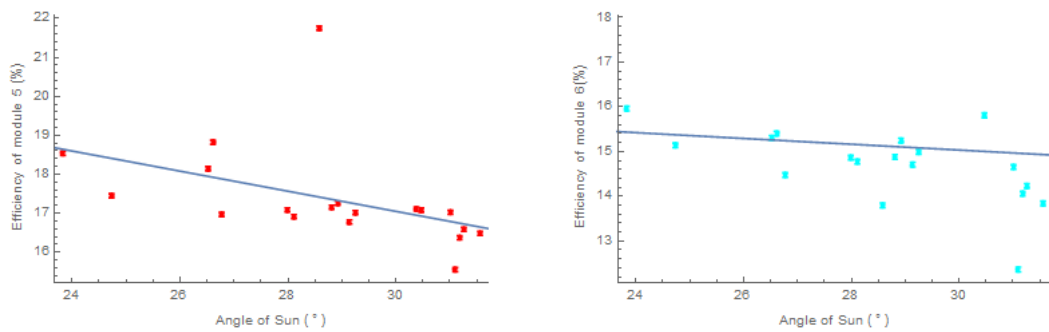 22
21
20
19
18
17
16
Efficiency of module 5 (%)
24 26 28 30
Angle of Sun (°)
18
17
16
15
14
13
Efficiency of module 6(%)
24 26 28 30
Angle of Sun (°)